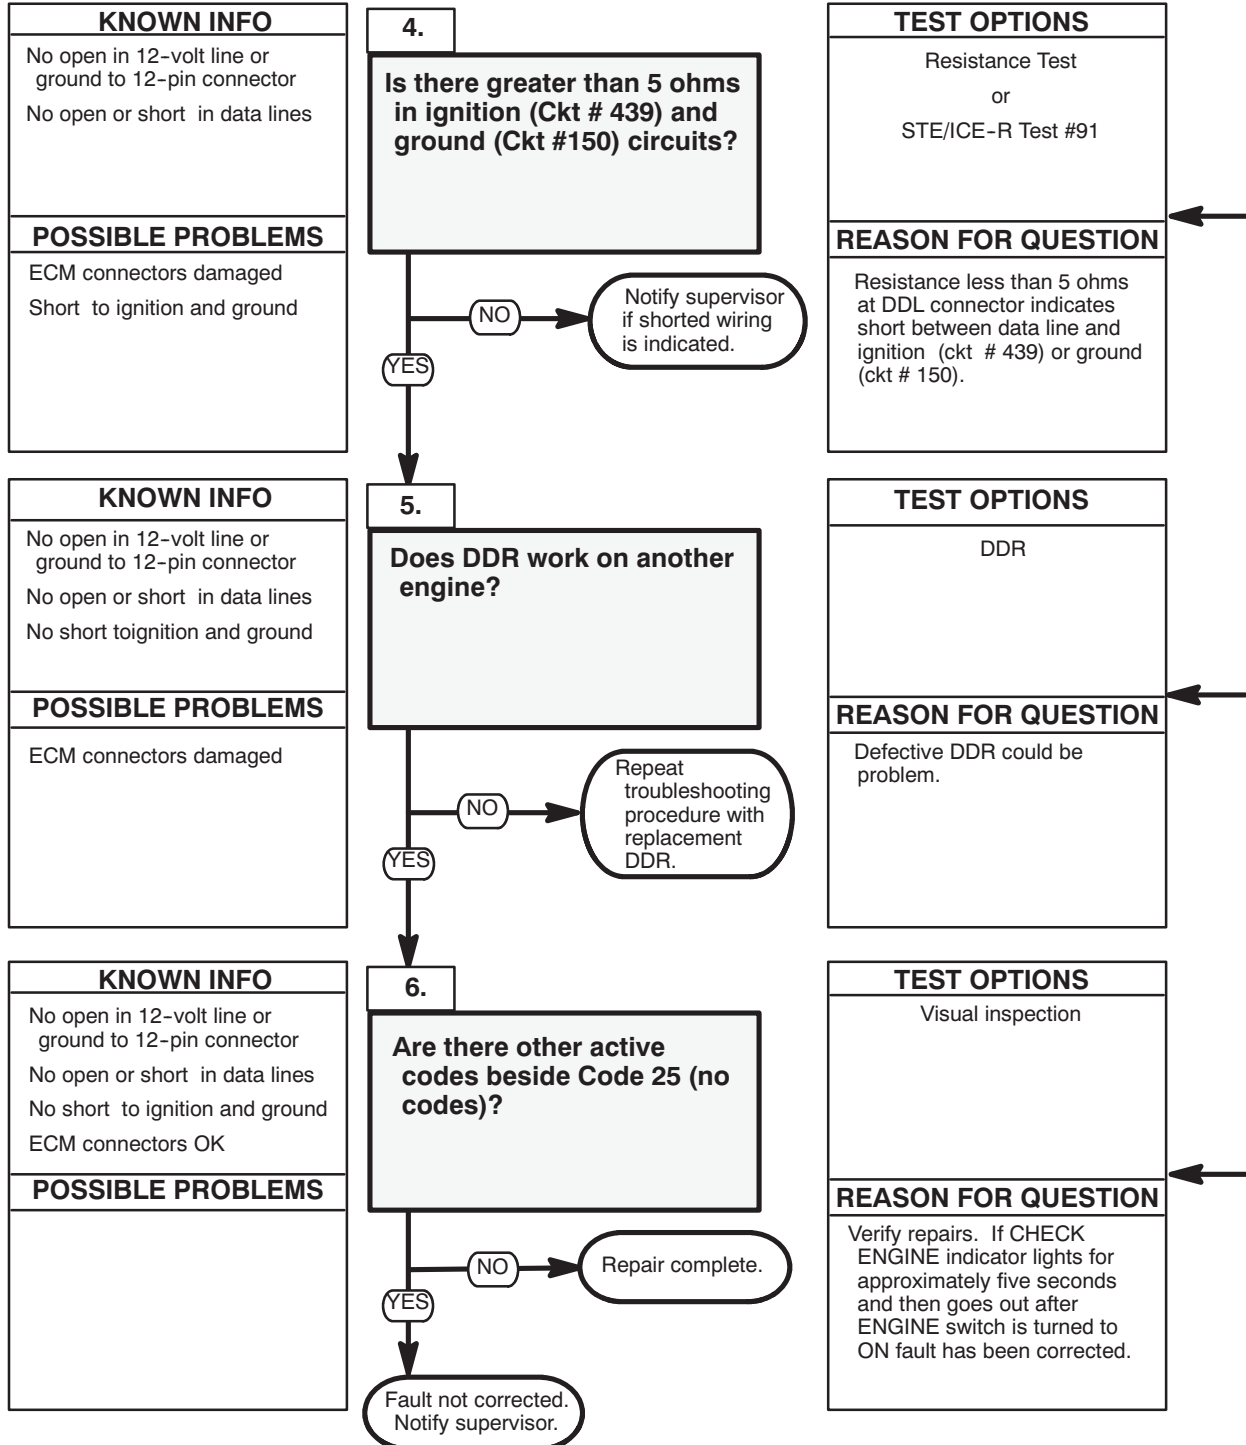 KNOWN INFO
No open in 12-volt line or
ground to 12-pin connector
No open or short in data lines
POSSIBLE PROBLEMS
ECM connectors damaged
Short to ignition and ground
4.
Is there greater than 5 ohms
in ignition (Ckt # 439) and
ground (Ckt #150) circuits?
NO
Notify supervisor
if shorted wiring
is indicated.
YES
TEST OPTIONS
Resistance Test
or
STE/ICE-R Test #91
REASON FOR QUESTION
Resistance less than 5 ohms
at DDL connector indicates
short between data line and
ignition (ckt # 439) or ground
(ckt # 150).
KNOWN INFO
No open in 12-volt line or
ground to 12-pin connector
No open or short in data lines
No short toignition and ground
POSSIBLE PROBLEMS
ECM connectors damaged
5.
Does DDR work on another
engine?
NO
Repeat
troubleshooting
procedure with
replacement
DDR.
YES
TEST OPTIONS
DDR
REASON FOR QUESTION
Defective DDR could be
problem.
KNOWN INFO
No open in 12-volt line or
ground to 12-pin connector
No open or short in data lines
No short to ignition and ground
ECM connectors OK
POSSIBLE PROBLEMS
6.
Are there other active
codes beside Code 25 (no
codes)?
NO
Repair complete.
YES
Fault not corrected.
Notify supervisor.
TEST OPTIONS
Visual inspection
REASON FOR QUESTION
Verify repairs. If CHECK
ENGINE indicator lights for
approximately five seconds
and then goes out after
ENGINE switch is turned to
ON fault has been corrected.